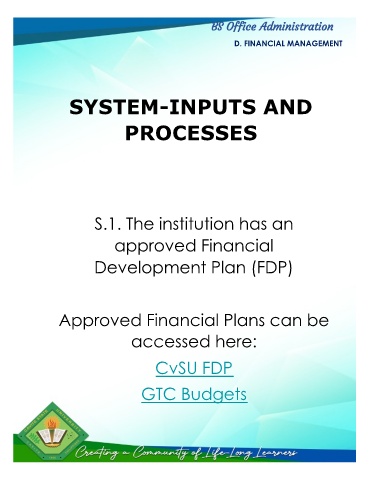 BS Office Administration
D. FINANCIAL MANAGEMENT
SYSTEM-INPUTS AND
PROCESSES
S.1. The institution has an
approved Financial
Development Plan (FDP)
Approved Financial Plans can be
accessed here:
CvSU FDP
GTC Budgets
Creating a Community of Life-Long Learners